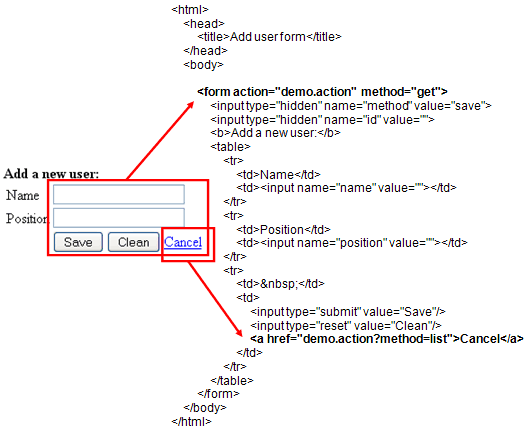 <html>
<head>
<title>Add user form</title>
</head>
<body>
<form action="demo.action" method="get">
<input type="hidden" name="method" value="save">
<input type="hidden" name="id" value="">
<b>Add a new user:</b>
<table>
<tr>
<td>Name</td>
<td><input name="name" value=""></td>
</tr>
<tr>
<td>Position</td>
<td><input name="position" value=""></td>
</tr>
<tr>
<td>&nbsp;</td>
<td>
<input type="submit" value="Save"/>
<input type="reset" value="Clean"/>
<a href="demo.action?method=list">Cancel</a>
</td>
</tr>
</table>
</form>
</body>
</html>
Add a new user:
Name
Position
Save Clean Cancel